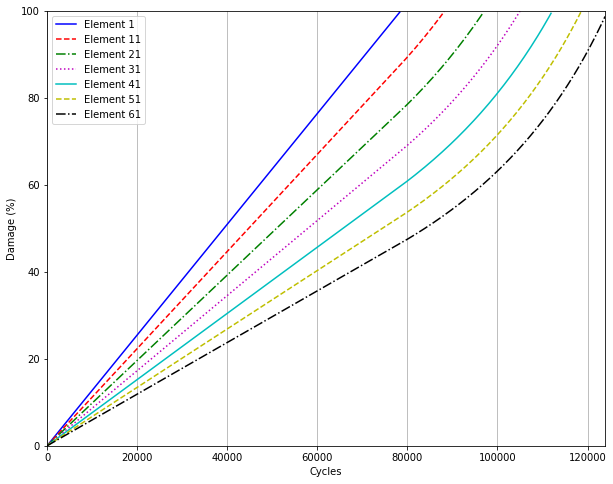 100
80
60
40
20
0
Damage (%)
Element 1
Element 11
Element 21
Element 31
Element 41
Element 51
Element 61
0 20000 40000 60000 80000 100000 120000
Cycles